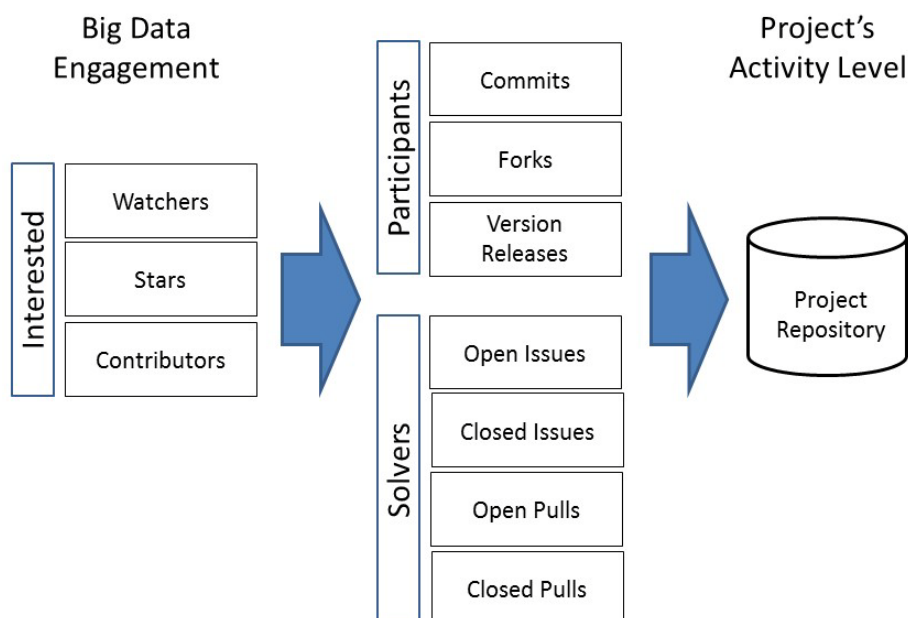 Big Data
Engagement
Interested
Watchers
Stars
Contributors
Participants
Commits
Forks
Version
Releases
Solvers
Open Issues
Closed Issues
Open Pulls
Closed Pulls
Project's
Activity Level
Project
Repository